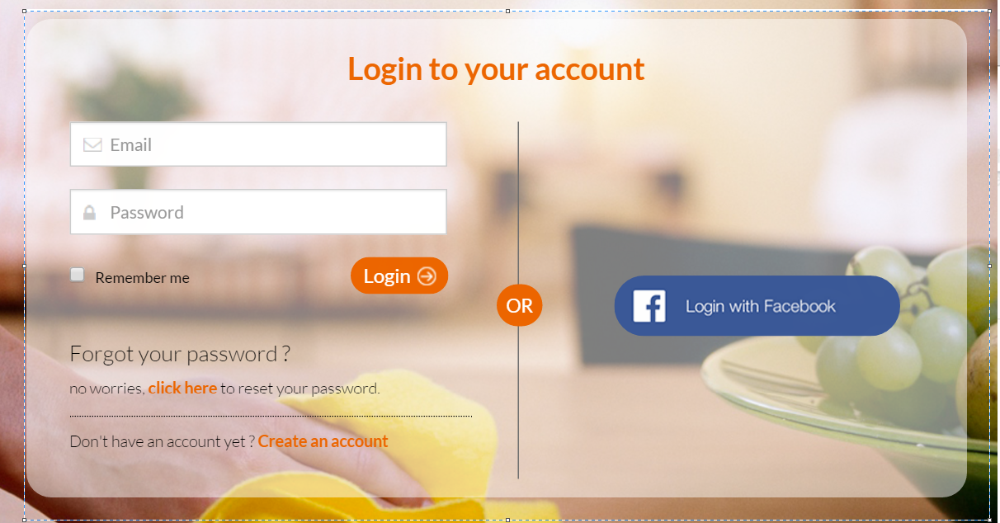 Login to your account
Email
Password
Remember me
Login
Forgot your password ?
no worries, click here to reset your password.
Don't have an account yet ? Create an account
OR
Login with Facebook